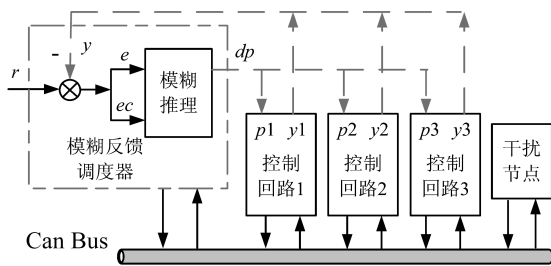 - y
r
e
ec
模糊
推理
dp
模糊反馈
调度器
p1 y1
控制
回路1
p2 y2
控制
回路2
p3 y3
控制
回路3
干扰
节点
Can Bus